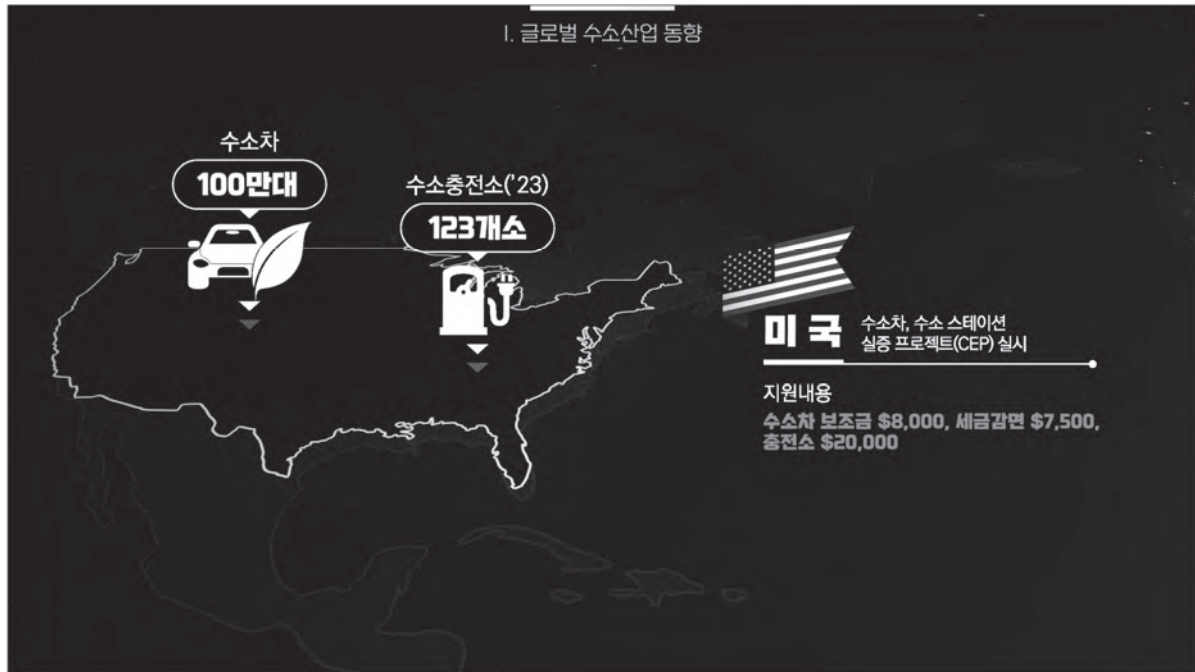 I. 글로벌 수소산업 동향
수소차
100만대
수소충전소('23)
123개소
미국
수소차, 수소 스테이션
실증 프로젝트(CEP) 실시
지원내용
수소차 보조금 $8,000, 세금감면 $7,500,
충전소 $20,000